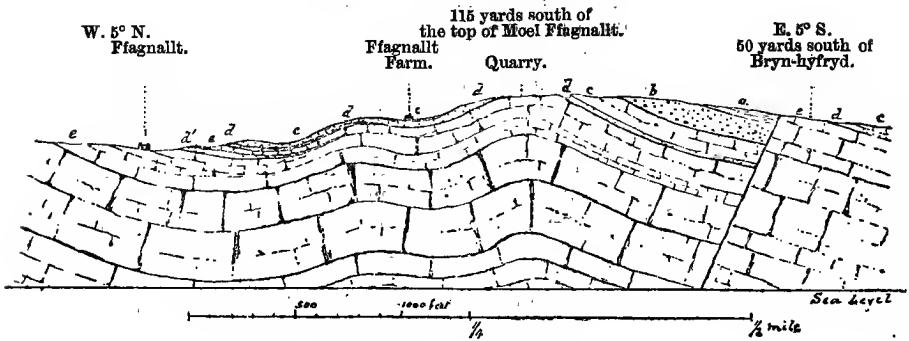 W. 5° N.
Ffagnallt.
115 yards south of
the top of Moel Ffagnallt.
Ffagnallt
Farm.
Quarry.
E. 5° S.
50 yards south of
Bryn-hyfryd.
e
d' e d
c
d
c
d
d c
b
a
e d e
Sea Level
500
1000 feet
1/4
1/2 mile